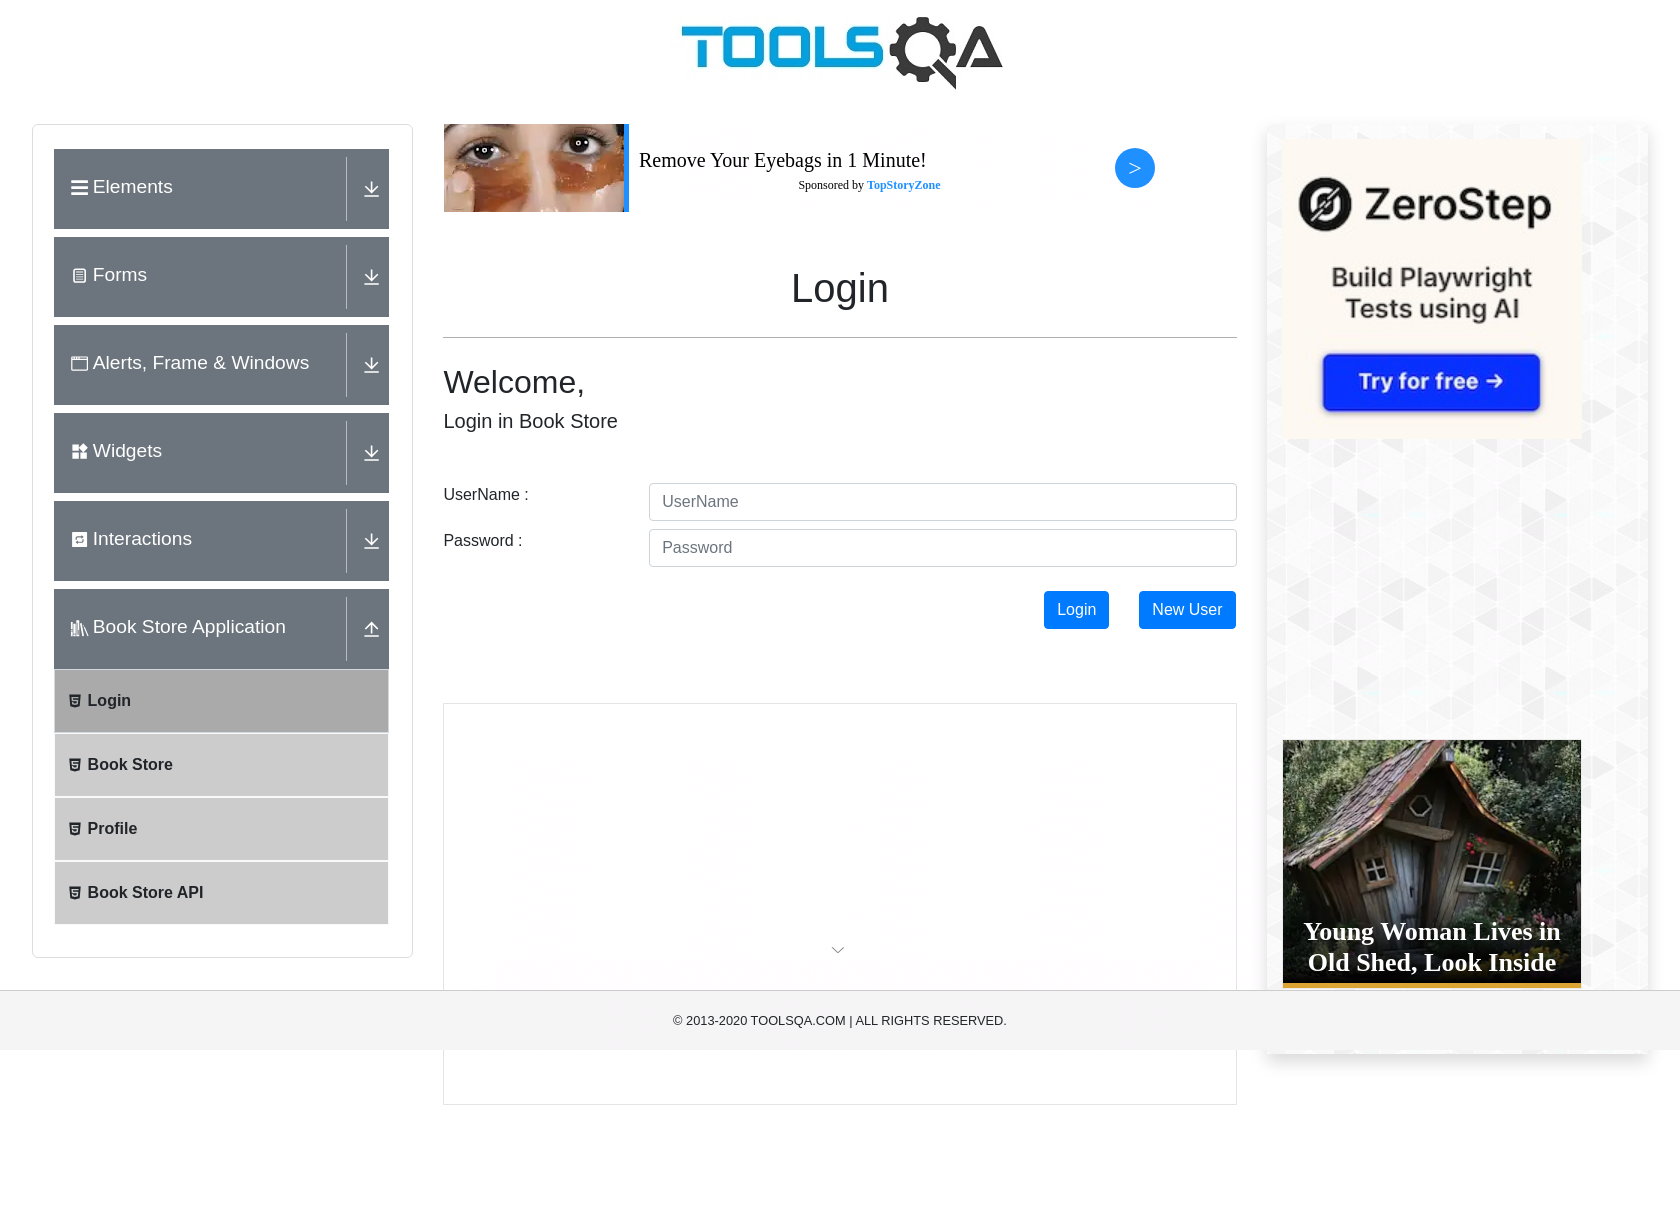 TOOLSQA
Elements
Forms
Alerts, Frame & Windows
Widgets
Interactions
Book Store Application
Login
Book Store
Profile
Book Store API
Remove Your Eyebags in 1 Minute!
Sponsored by TopStoryZone
>
Login
Welcome,
Login in Book Store
UserName :
UserName
Password :
Password
Login
New User
ZeroStep
Build Playwright
Tests using AI
Try for free →
Young Woman Lives in
Old Shed, Look Inside
© 2013-2020 TOOLSQA.COM | ALL RIGHTS RESERVED.